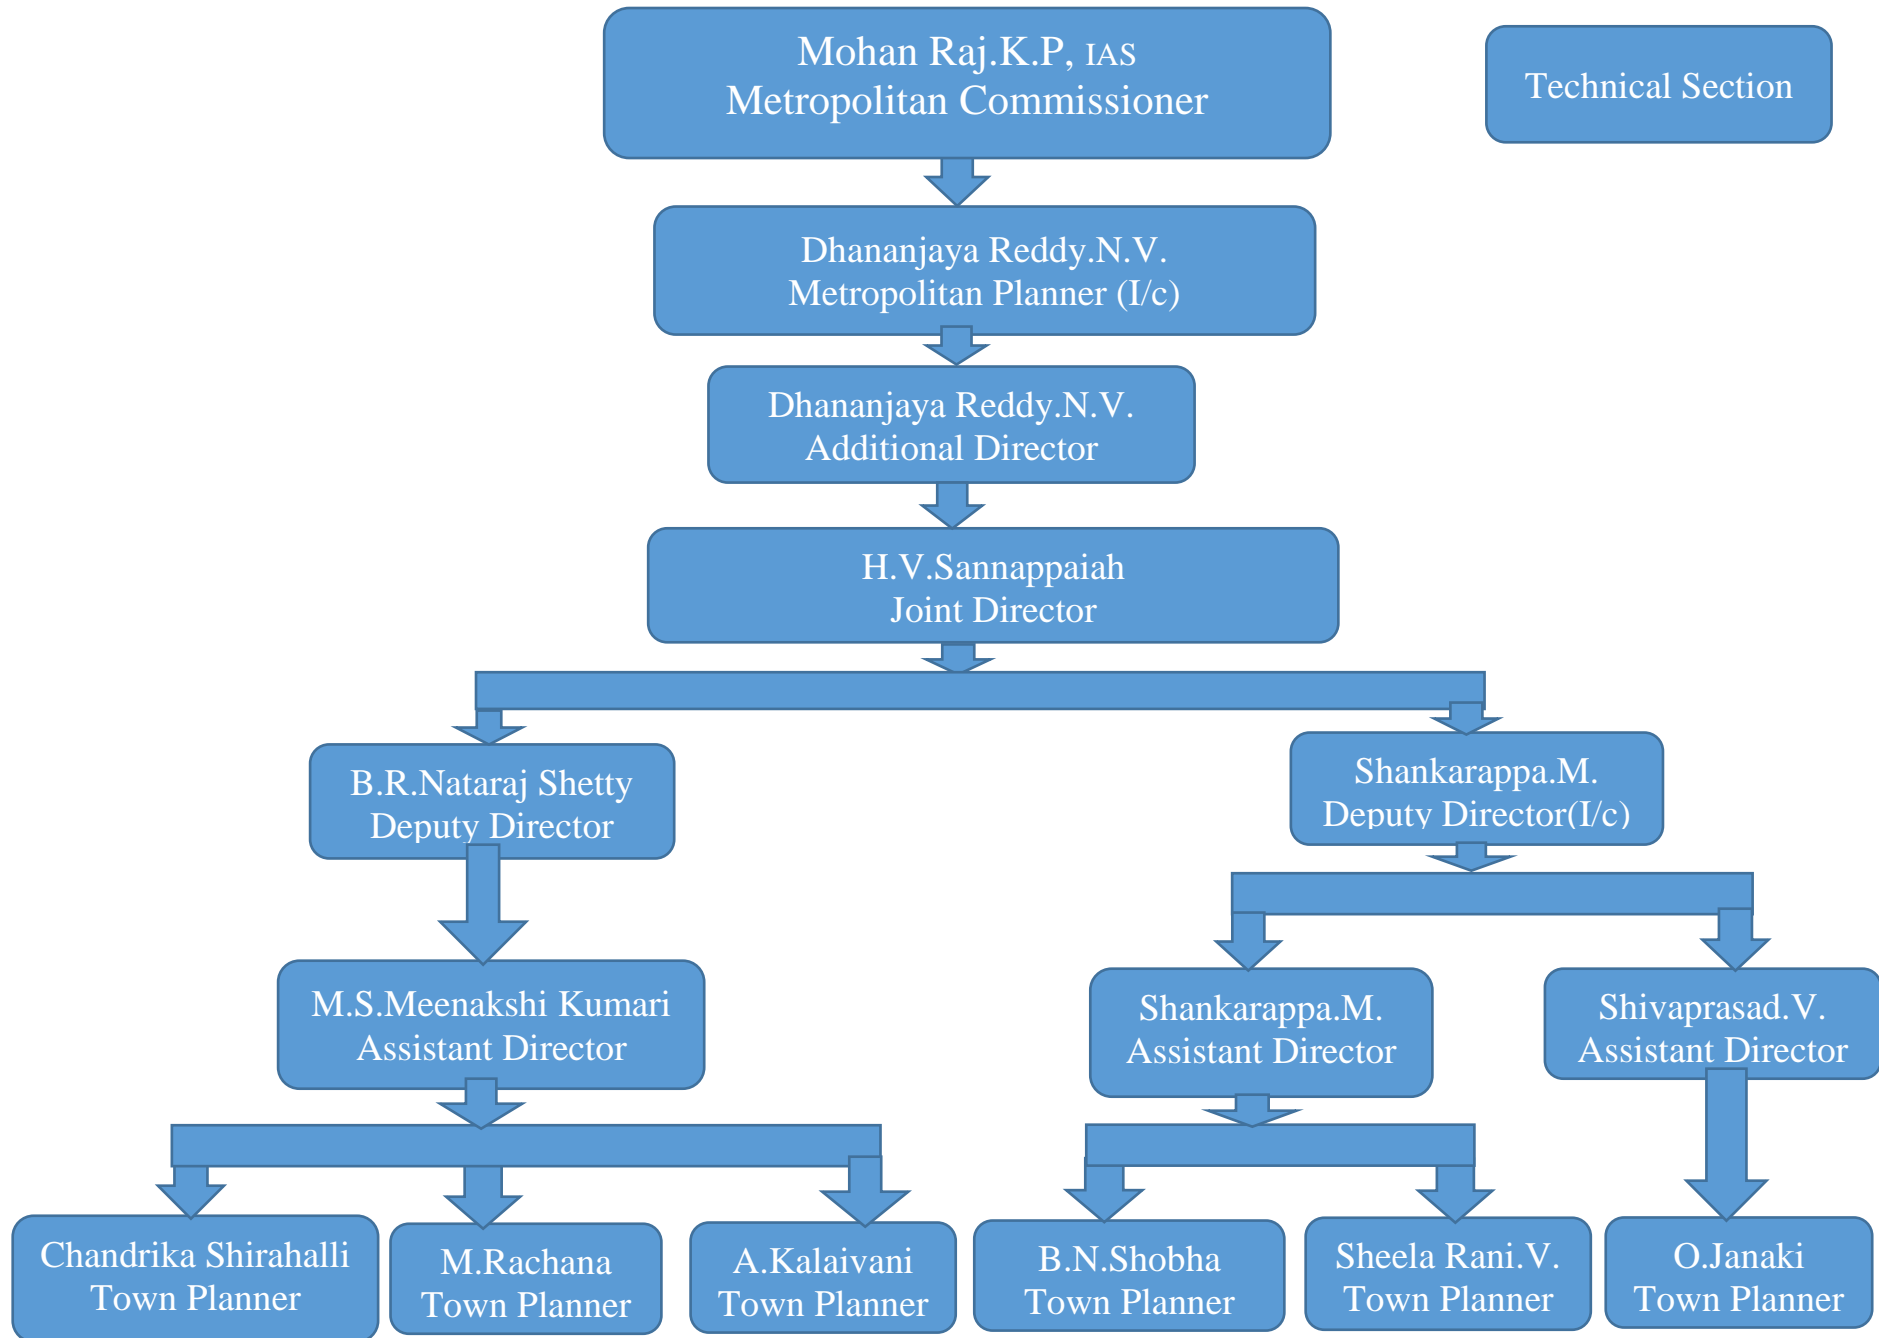 Mohan Raj.K.P, IAS
Metropolitan Commissioner
Technical Section
Dhananjaya Reddy.N.V.
Metropolitan Planner (I/c)
Dhananjaya Reddy.N.V.
Additional Director
H.V.Sannappaiah
Joint Director
B.R.Nataraj Shetty
Deputy Director
Shankarappa.M.
Deputy Director(I/c)
M.S.Meenakshi Kumari
Assistant Director
Shankarappa.M.
Assistant Director
Shivaprasad.V.
Assistant Director
Chandrika Shirahalli
Town Planner
M.Rachana
Town Planner
A.Kalaivani
Town Planner
B.N.Shobha
Town Planner
Sheela Rani.V.
Town Planner
O.Janaki
Town Planner